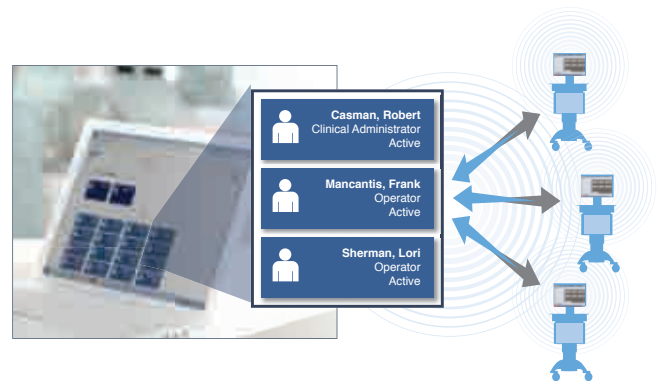 Casman, Robert
Clinical Administrator
Active
Mancantis, Frank
Operator
Active
Sherman, Lori
Operator
Active